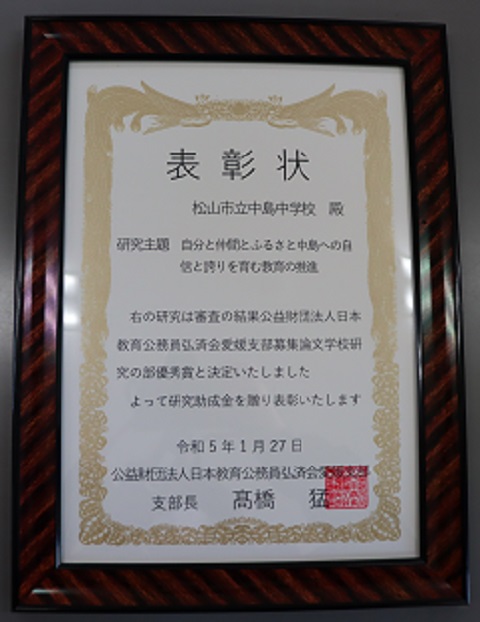 表彰状
松山市立中島中学校 殿
研究主題 自分と仲間とふるさと中島への自
信と誇りを育む教育の推進
右の研究は審査の結果公益財団法人日本
教育公務員弘済会愛媛支部募集論文学校研
究の部優秀賞と決定いたしました
よって研究助成金を贈り表彰いたします
令和5年1月27日
公益財団法人日本教育公務員弘済会愛媛支部
支部長 髙橋 猛